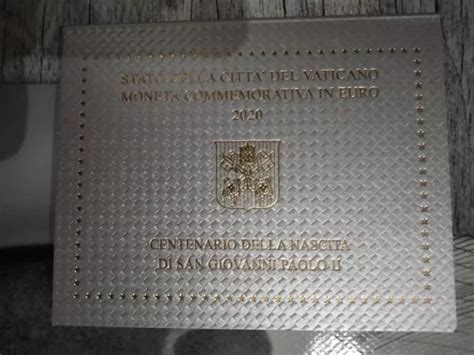 STATO DELLA CITTA' DEL VATICANO
MONETA COMMEMORATIVA IN EURO
2020
CENTENARIO DELLA NASCITA
DI SAN GIOVANNI PAOLO II